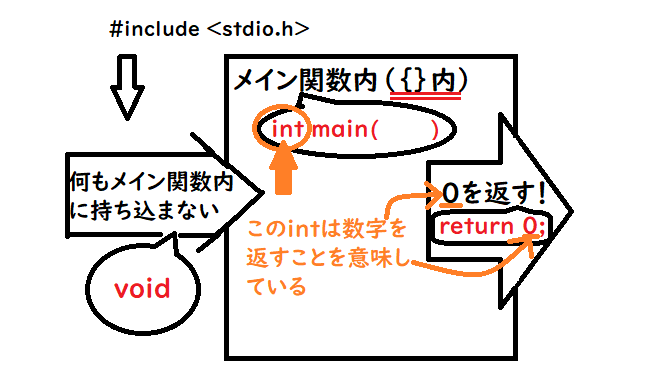 #include <stdio.h>
メイン関数内({}内)
int main(　　)
何もメイン関数内
に持ち込まない
void
0を返す!
return 0;
このintは数字を
返すことを意味し
ている